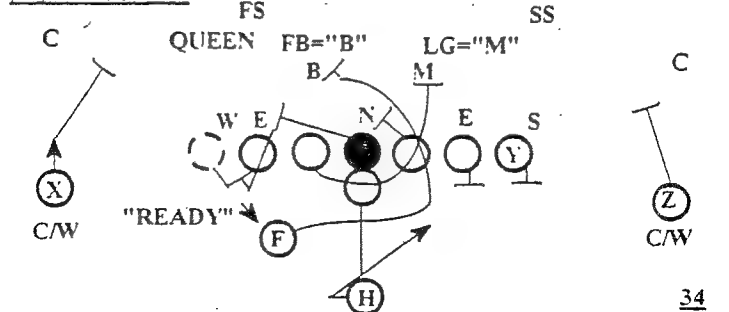 FS SS
C QUEEN FB="B" LG="M" C
B M
W E N E S
Y
X "READY" Z
C/W F C/W
H 34